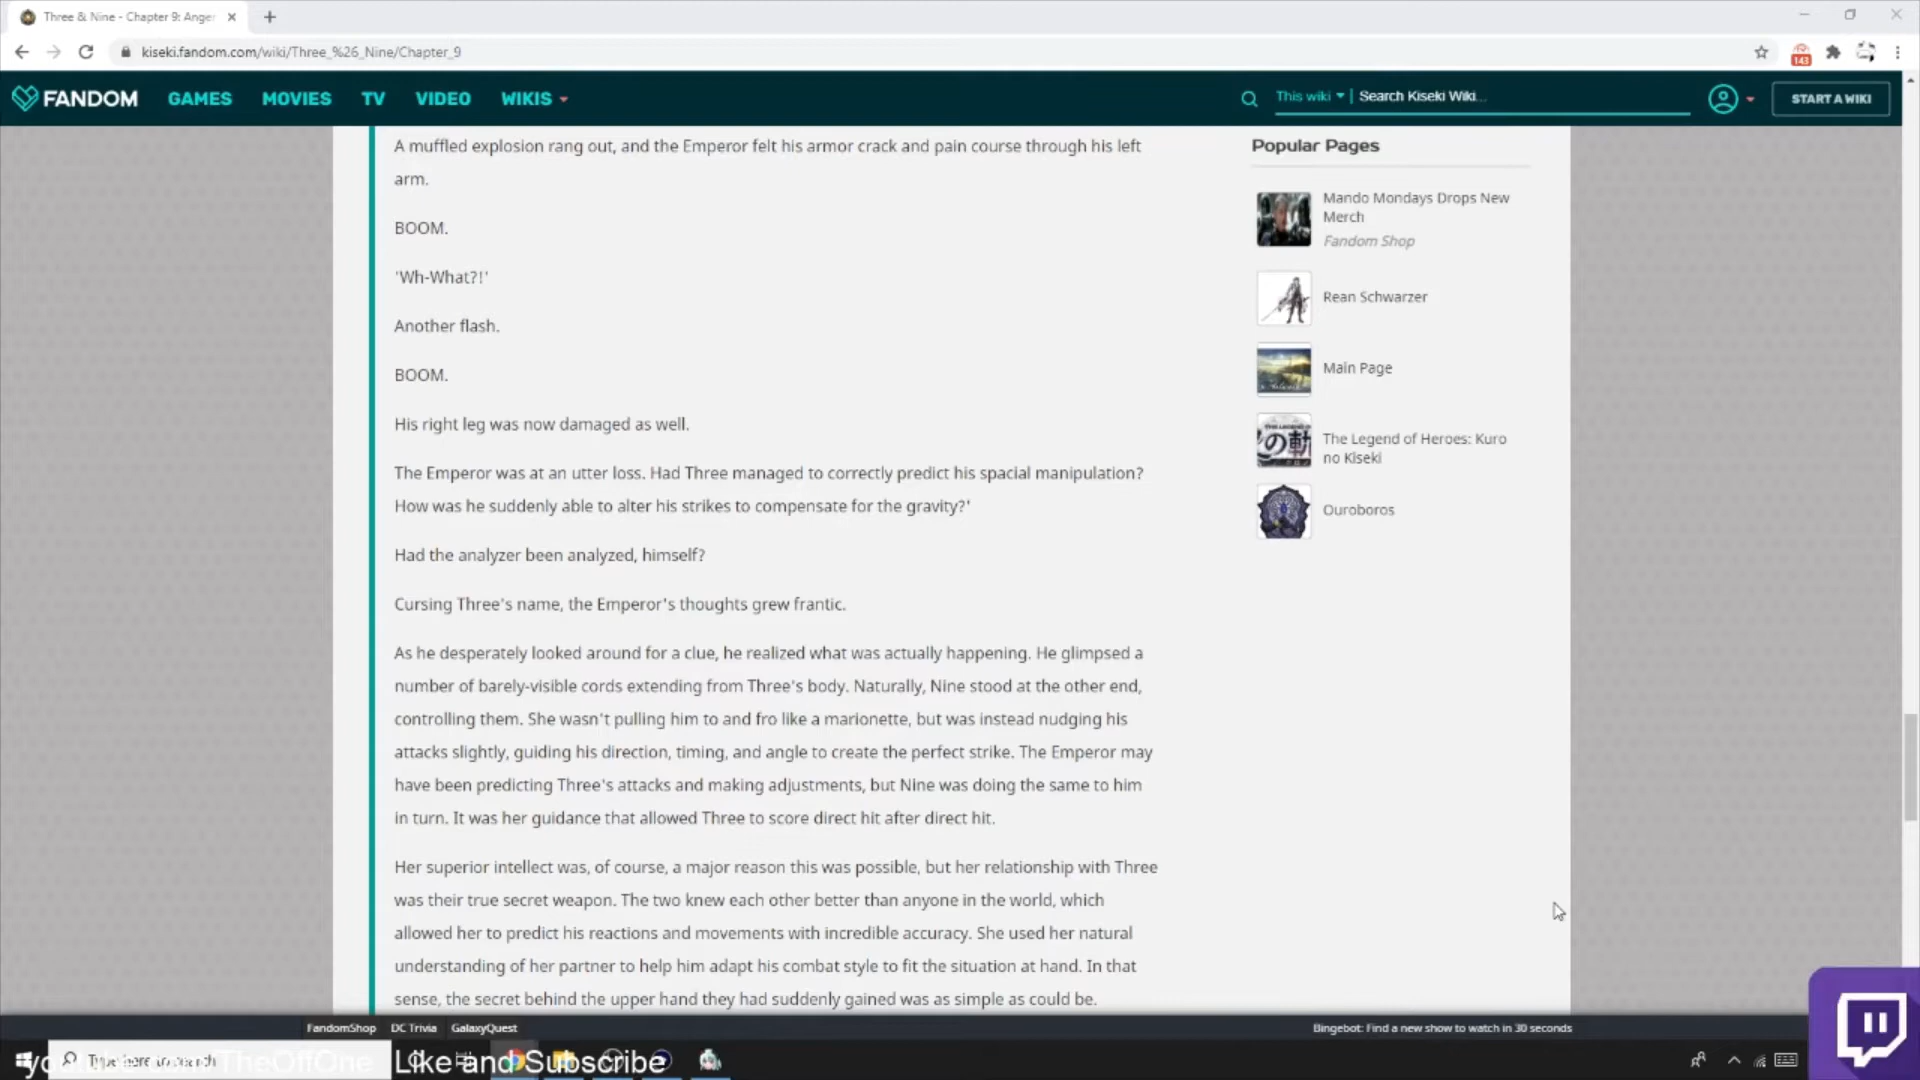 Three & Nine - Chapter 9: Anger
kiseki.fandom.com/wiki/Three_%26_Nine/Chapter_9
143
FANDOM GAMES MOVIES TV VIDEO WIKIS
This wiki Search Kiseki Wiki...
START A WIKI
A muffled explosion rang out, and the Emperor felt his armor crack and pain course through his left
arm.
BOOM.
'Wh-What?!'
Another flash.
BOOM.
His right leg was now damaged as well.
The Emperor was at an utter loss. Had Three managed to correctly predict his spacial manipulation?
How was he suddenly able to alter his strikes to compensate for the gravity?'
Had the analyzer been analyzed, himself?
Cursing Three's name, the Emperor's thoughts grew frantic.
As he desperately looked around for a clue, he realized what was actually happening. He glimpsed a
number of barely-visible cords extending from Three's body. Naturally, Nine stood at the other end,
controlling them. She wasn't pulling him to and fro like a marionette, but was instead nudging his
attacks slightly, guiding his direction, timing, and angle to create the perfect strike. The Emperor may
have been predicting Three's attacks and making adjustments, but Nine was doing the same to him
in turn. It was her guidance that allowed Three to score direct hit after direct hit.
Her superior intellect was, of course, a major reason this was possible, but her relationship with Three
was their true secret weapon. The two knew each other better than anyone in the world, which
allowed her to predict his reactions and movements with incredible accuracy. She used her natural
understanding of her partner to help him adapt his combat style to fit the situation at hand. In that
sense, the secret behind the upper hand they had suddenly gained was as simple as could be.
Popular Pages
Mando Mondays Drops New
Merch
Fandom Shop
Rean Schwarzer
Main Page
The Legend of Heroes: Kuro
no Kiseki
Ouroboros
FandomShop DC Trivia GalaxyQuest
Bingebot: Find a new show to watch in 30 seconds
Type here to search
youtube.com/TheOffOne Like and Subscribe